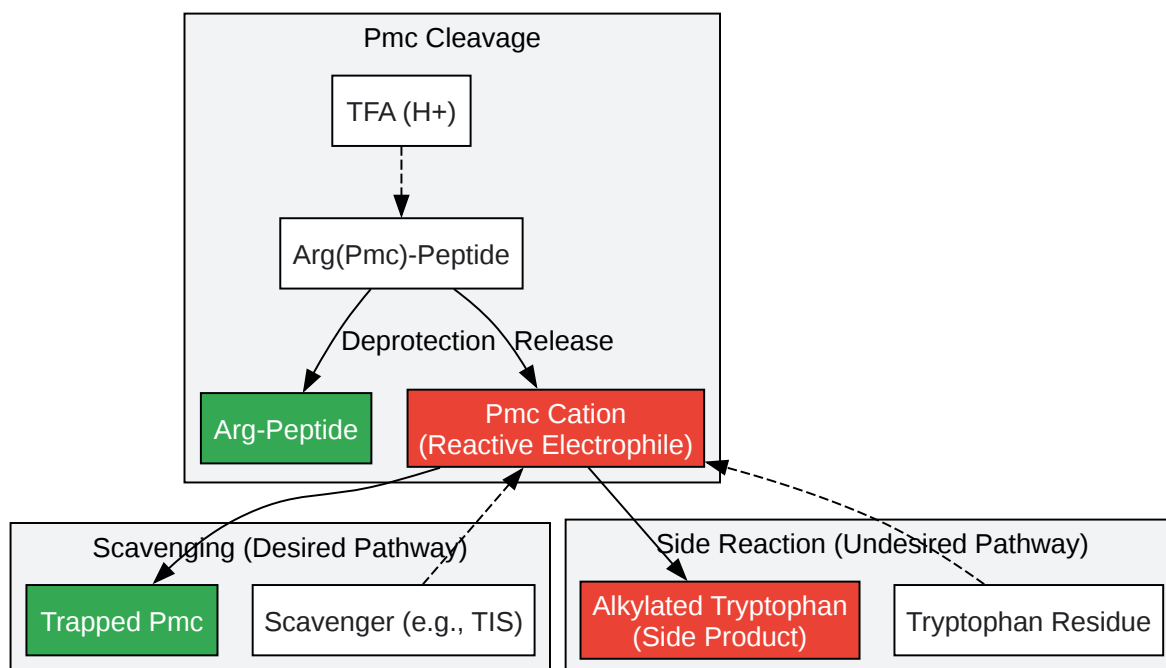 Pmc Cleavage
TFA (H+)
Arg(Pmc)-Peptide
Deprotection
Release
Arg-Peptide
Pmc Cation
(Reactive Electrophile)
Scavenging (Desired Pathway)
Side Reaction (Undesired Pathway)
Trapped Pmc
Scavenger (e.g., TIS)
Alkylated Tryptophan
(Side Product)
Tryptophan Residue